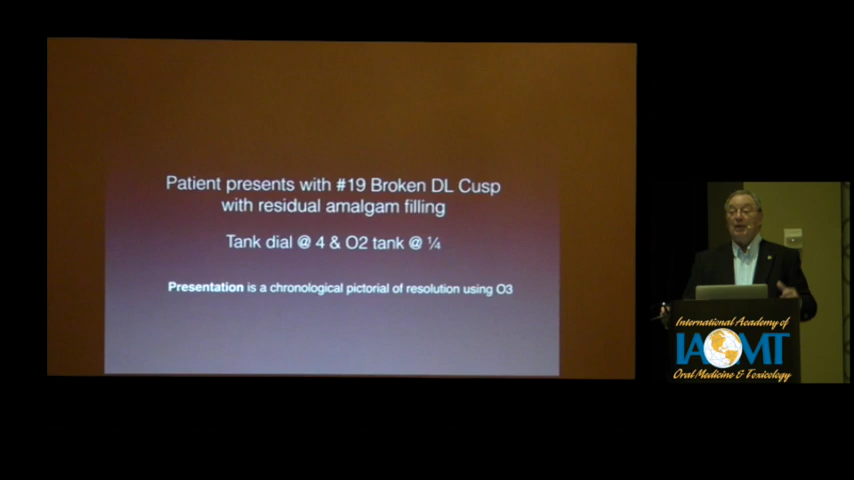 Patient presents with #19 Broken DL Cusp
with residual amalgam filling
Tank dial @ 4 & O2 tank @ ¼
Presentation is a chronological pictorial of resolution using O3
International Academy of
IAOMT
Oral Medicine & Toxicology